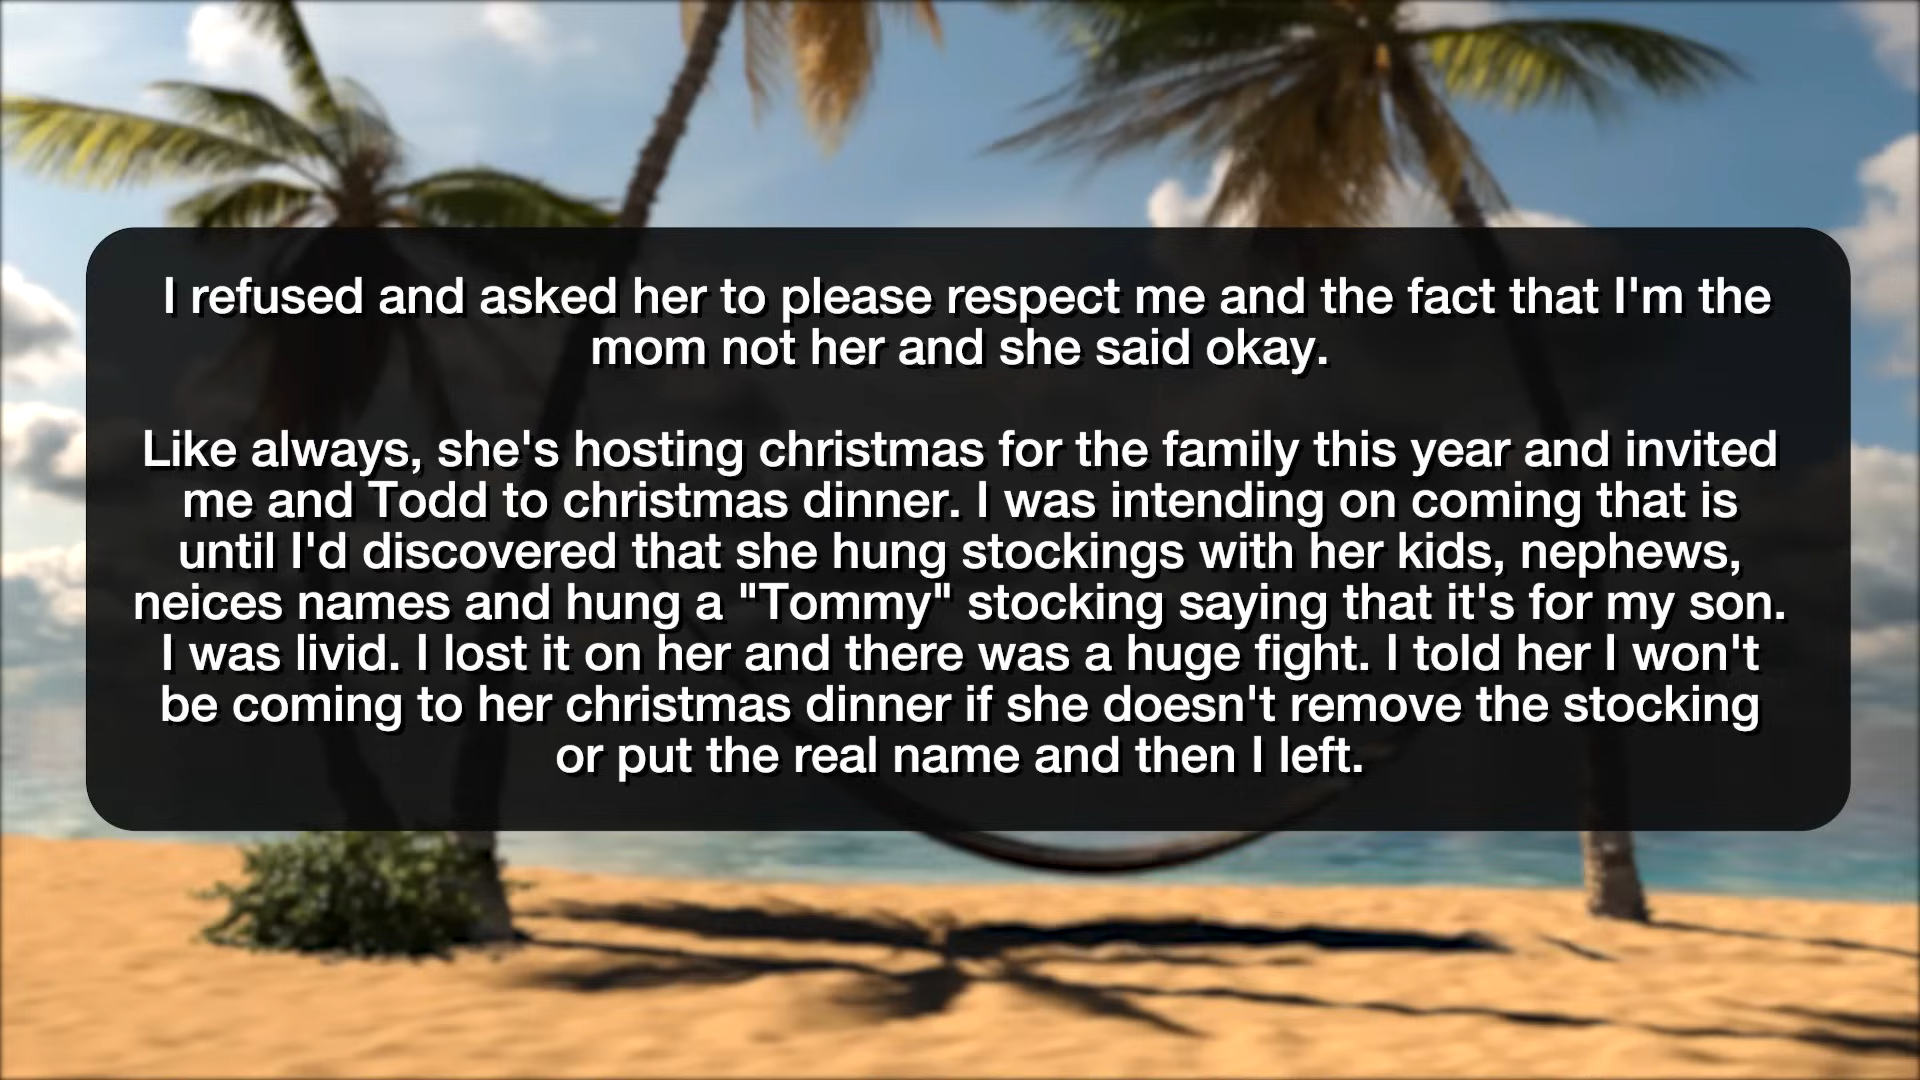 I refused and asked her to please respect me and the fact that I'm the
mom not her and she said okay.
Like always, she's hosting christmas for the family this year and invited
me and Todd to christmas dinner. I was intending on coming that is
until I'd discovered that she hung stockings with her kids, nephews,
neices names and hung a "Tommy" stocking saying that it's for my son.
I was livid. I lost it on her and there was a huge fight. I told her I won't
be coming to her christmas dinner if she doesn't remove the stocking
or put the real name and then I left.